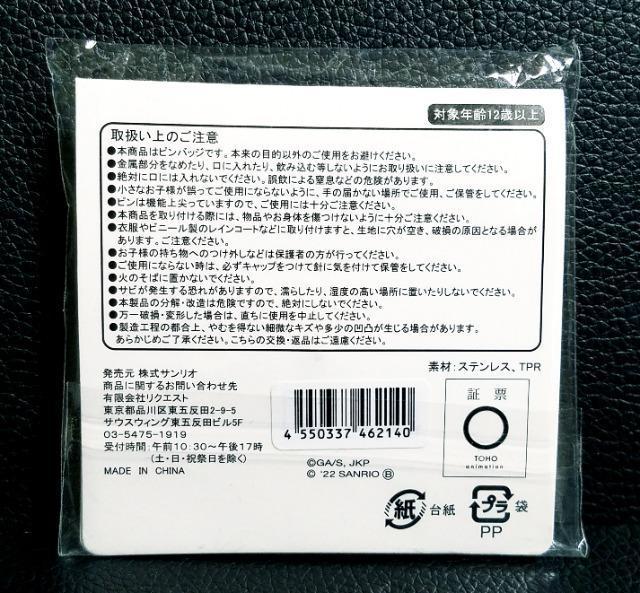 対象年齢12歳以上
取扱い上のご注意
●本商品はピンバッジです。本来の目的以外のご使用をお避けください。
●金属部分をなめたり、口に入れたり、飲み込む等しないようにお取り扱いに注意してください。
●絶対に口には入れないでください。誤飲による窒息などの危険があります。
●小さなお子様が誤ってご使用にならないように、手の届かない場所でご使用、ご保管をしてください。
●ピンは機能上尖っていますので、ご使用には十分ご注意ください。
●本商品を取り付ける際には、物品やお身体を傷つけないように十分ご注意ください。
●衣服やビニール製のレインコートなどに取り付けますと、生地に穴が空き、破損の原因となる場合が
あります。ご注意ください。
●お子様の持ち物へのつけ外しなどは保護者の方が行ってください。
●ご使用にならない時は、必ずキャップをつけて針に気を付けて保管をしてください。
●火のそばに置かないでください。
●サビが発生する恐れがありますので、濡らしたり、湿度の高い場所に置いたりしないでください。
●本製品の分解・改造は危険ですので、絶対にしないでください。
●万一破損・変形した場合は、直ちに使用を中止してください。
●製造工程の都合上、やむを得ない細微なキズや多少の凹凸が生じる場合があります。
あらかじめご了承ください。こちらの交換・返品はご遠慮ください。
素材：ステンレス、TPR
発売元 株式サンリオ
商品に関するお問い合わせ先
有限会社リクエスト
東京都品川区東五反田2-9-5
サウスウィング東五反田ビル5F
03-5475-1919
受付時間：午前10：30～午後17時
（土・日・祝祭日を除く）
MADE IN CHINA
4 550337 462140
©GA/S, JKP
© '22 SANRIO Ⓑ
証票
TOHO
animation
紙 台紙
プラ 袋
PP